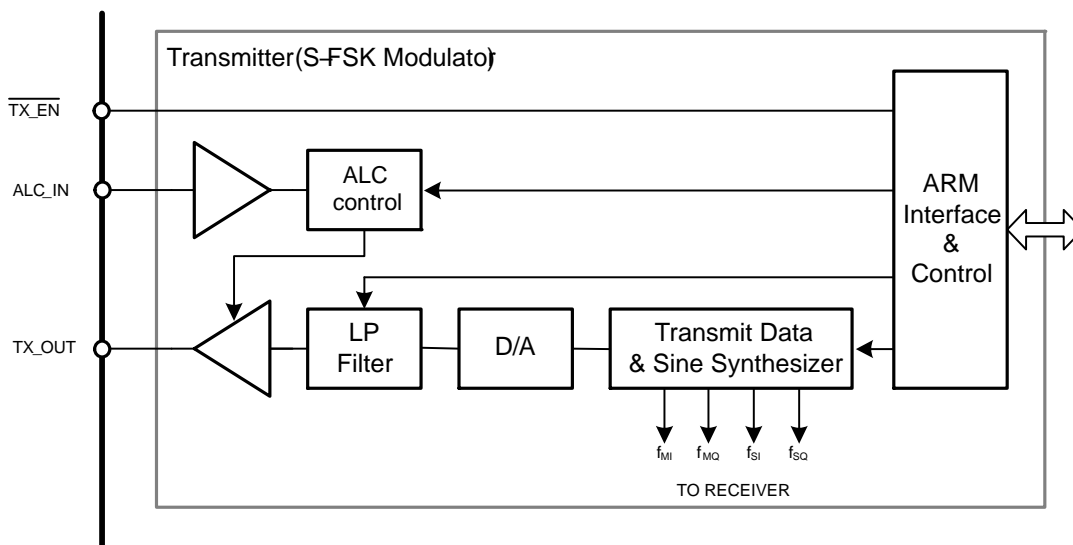 Transmitter(S-FSK Modulator)
TX_EN
ALC_IN
ALC
control
ARM
Interface
&
Control
TX_OUT
LP
Filter
D/A
Transmit Data
& Sine Synthesizer
fMI
fMQ
fSI
fSQ
TO RECEIVER